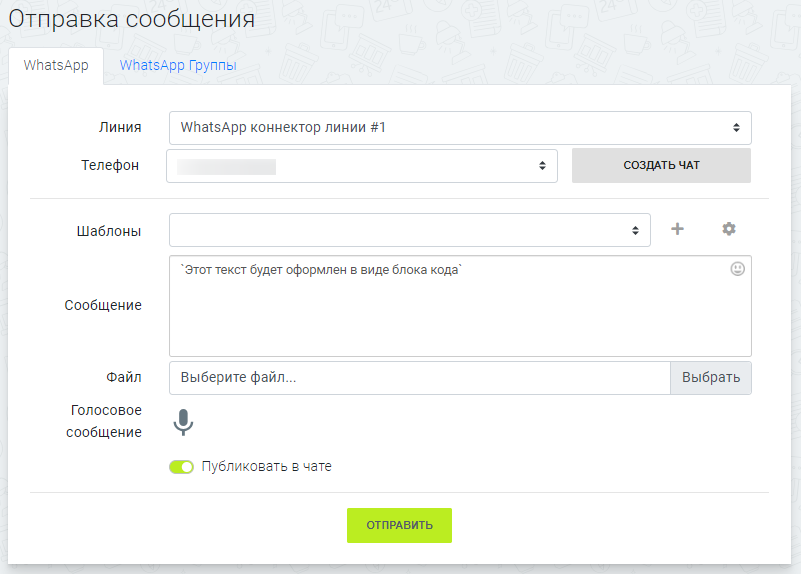 Отправка сообщения
WhatsApp
WhatsApp Группы
Линия
WhatsApp коннектор линии #1
Телефон
СОЗДАТЬ ЧАТ
Шаблоны
Сообщение
`Этот текст будет оформлен в виде блока кода`
Файл
Выберите файл...
Выбрать
Голосовое
сообщение
Публиковать в чате
ОТПРАВИТЬ